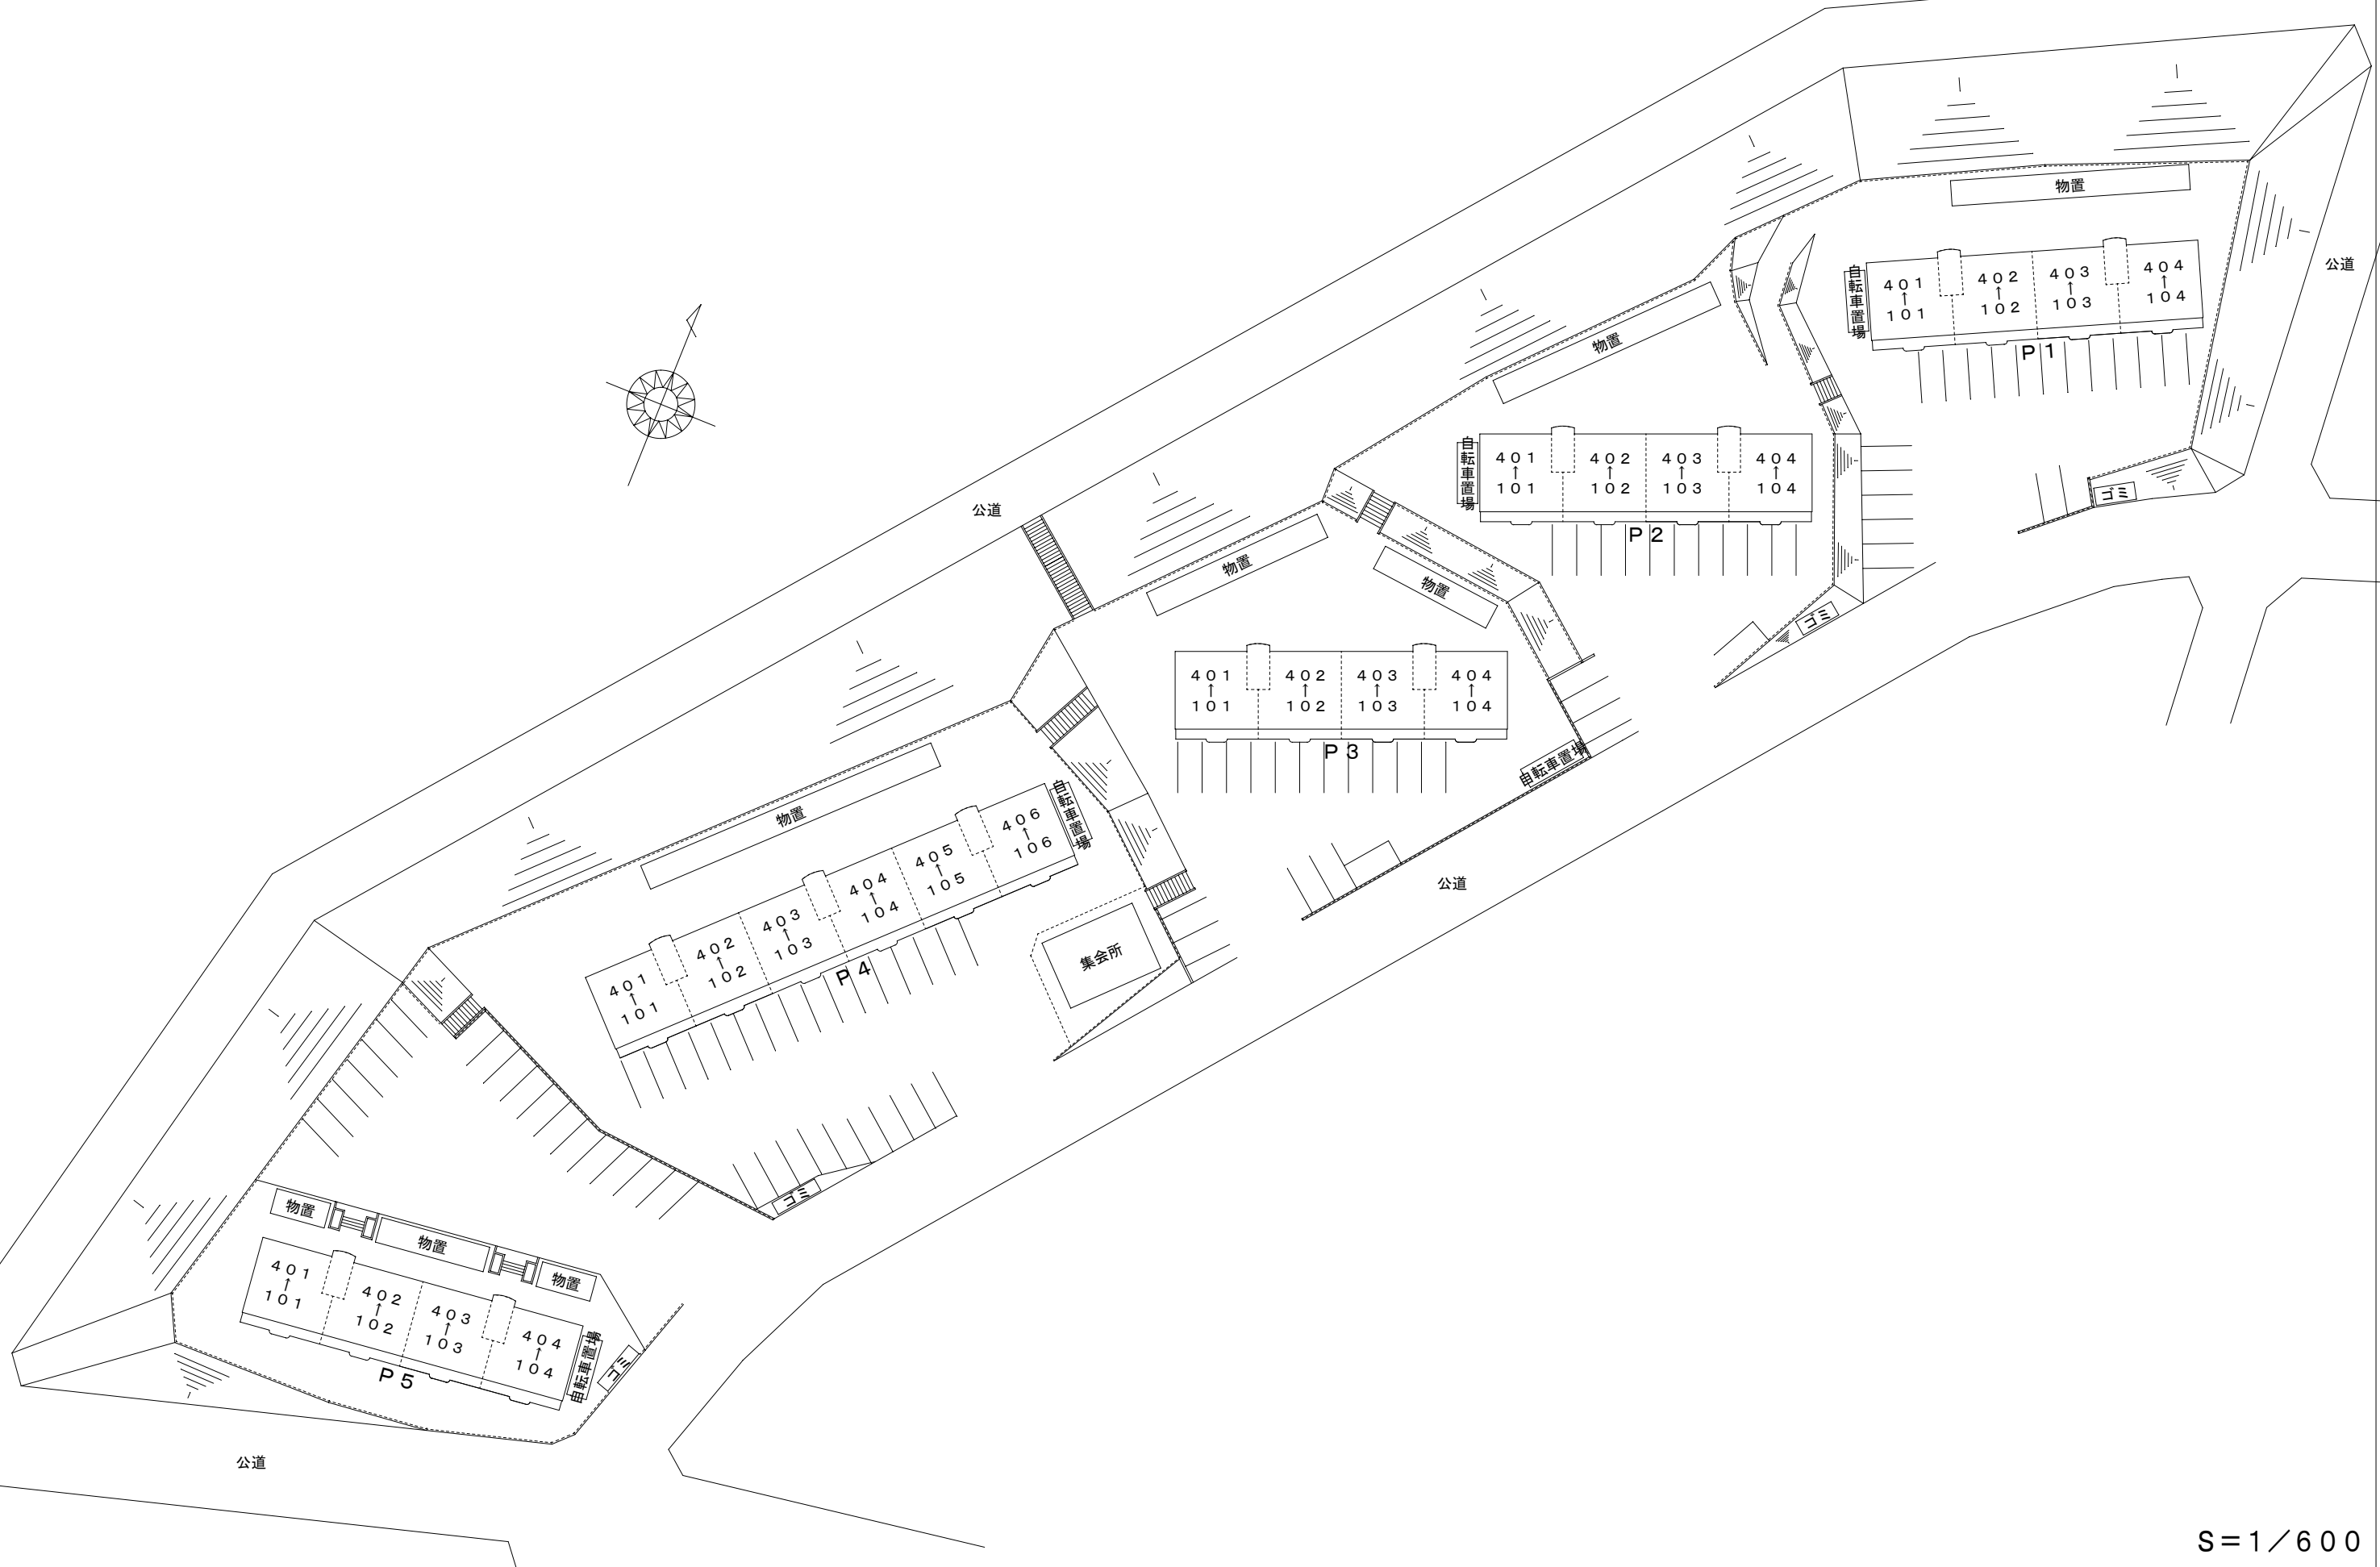 物置
公道
自転車置場
４０１ ４０２ ４０３ ４０４
↑ ↑ ↑ ↑
１０１ １０２ １０３ １０４
Ｐ１
ゴミ
物置
自転車置場
４０１ ４０２ ４０３ ４０４
↑ ↑ ↑ ↑
１０１ １０２ １０３ １０４
Ｐ２
ゴミ
公道
物置
物置
４０１ ４０２ ４０３ ４０４
↑ ↑ ↑ ↑
１０１ １０２ １０３ １０４
Ｐ３
自転車置場
公道
物置
自転車置場
４０１ ４０２ ４０３ ４０４ ４０５ ４０６
↑ ↑ ↑ ↑ ↑ ↑
１０１ １０２ １０３ １０４ １０５ １０６
Ｐ４
集会所
ゴミ
物置
物置
物置
４０１ ４０２ ４０３ ４０４
↑ ↑ ↑ ↑
１０１ １０２ １０３ １０４
Ｐ５
自転車置場
ゴミ
公道
Ｓ＝１／６００